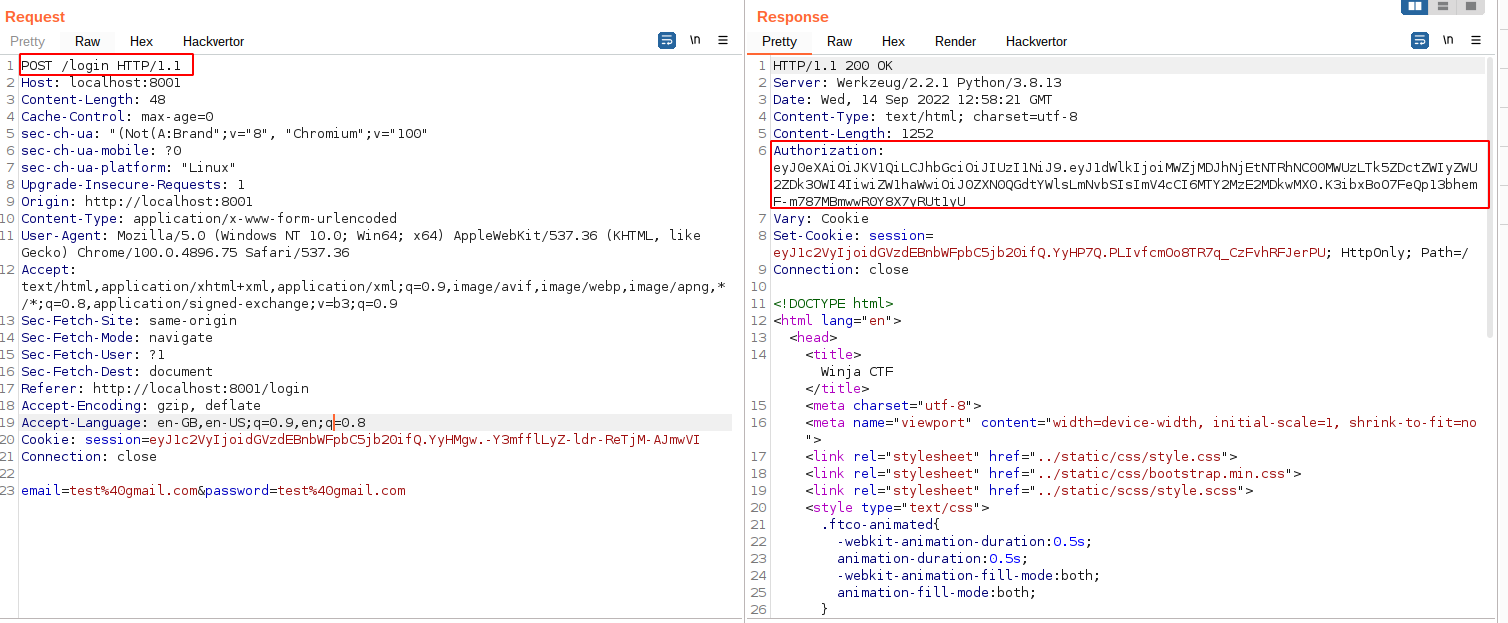 Request
Pretty Raw Hex Hackvertor
\n
1 POST /login HTTP/1.1
2 Host: localhost:8001
3 Content-Length: 48
4 Cache-Control: max-age=0
5 sec-ch-ua: "(Not(A:Brand";v="8", "Chromium";v="100"
6 sec-ch-ua-mobile: ?0
7 sec-ch-ua-platform: "Linux"
8 Upgrade-Insecure-Requests: 1
9 Origin: http://localhost:8001
10 Content-Type: application/x-www-form-urlencoded
11 User-Agent: Mozilla/5.0 (Windows NT 10.0; Win64; x64) AppleWebKit/537.36 (KHTML, like
Gecko) Chrome/100.0.4896.75 Safari/537.36
12 Accept:
text/html,application/xhtml+xml,application/xml;q=0.9,image/avif,image/webp,image/apng,*
/*;q=0.8,application/signed-exchange;v=b3;q=0.9
13 Sec-Fetch-Site: same-origin
14 Sec-Fetch-Mode: navigate
15 Sec-Fetch-User: ?1
16 Sec-Fetch-Dest: document
17 Referer: http://localhost:8001/login
18 Accept-Encoding: gzip, deflate
19 Accept-Language: en-GB,en-US;q=0.9,en;q=0.8
20 Cookie: session=eyJ1c2VyIjoidGVzdEBnbWFpbC5jb20ifQ.YyHMgw.-Y3mfflLyZ-ldr-ReTjM-AJmwVI
21 Connection: close
22
23 email=test%40gmail.com&password=test%40gmail.com
Response
Pretty Raw Hex Render Hackvertor
\n
1 HTTP/1.1 200 OK
2 Server: Werkzeug/2.2.1 Python/3.8.13
3 Date: Wed, 14 Sep 2022 12:58:21 GMT
4 Content-Type: text/html; charset=utf-8
5 Content-Length: 1252
6 Authorization:
eyJ0eXAiOiJKV1QiLCJhbGciOiJIUzI1NiJ9.eyJ1dWlkIjoiMWZjMDJhNjEtNTRhNC00MWUzLTk5ZDctZWIyZWU
2ZDk3OWI4IiwiZW1haWwiOiJ0ZXN0QGdtYWlsLmNvbSIsImV4cCI6MTY2MzE2MDkwMX0.K3ibxBoO7FeQp13bhem
F-m787MBmwwR0Y8X7yRUt1yU
7 Vary: Cookie
8 Set-Cookie: session=
eyJ1c2VyIjoidGVzdEBnbWFpbC5jb20ifQ.YyHP7Q.PLIvfcmOo8TR7q_CzFvhRFJerPU; HttpOnly; Path=/
9 Connection: close
10
11 <!DOCTYPE html>
12 <html lang="en">
13 <head>
14 <title>
Winja CTF
</title>
15 <meta charset="utf-8">
16 <meta name="viewport" content="width=device-width, initial-scale=1, shrink-to-fit=no
">
17 <link rel="stylesheet" href="../static/css/style.css">
18 <link rel="stylesheet" href="../static/css/bootstrap.min.css">
19 <link rel="stylesheet" href="../static/scss/style.scss">
20 <style type="text/css">
21 .ftco-animated{
22 -webkit-animation-duration:0.5s;
23 animation-duration:0.5s;
24 -webkit-animation-fill-mode:both;
25 animation-fill-mode:both;
26 }